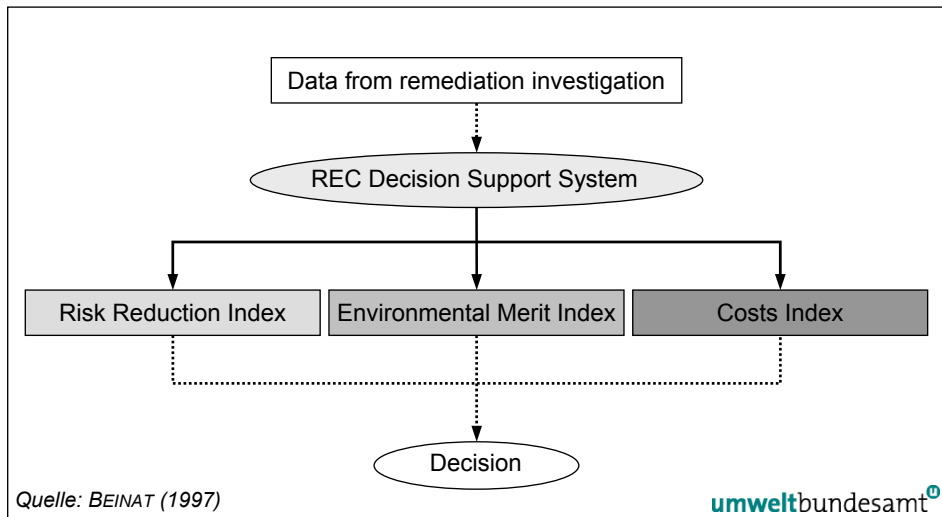 Data from remediation investigation
REC Decision Support System
Risk Reduction Index
Environmental Merit Index
Costs Index
Decision
Quelle: BEINAT (1997)
umweltbundesamt u